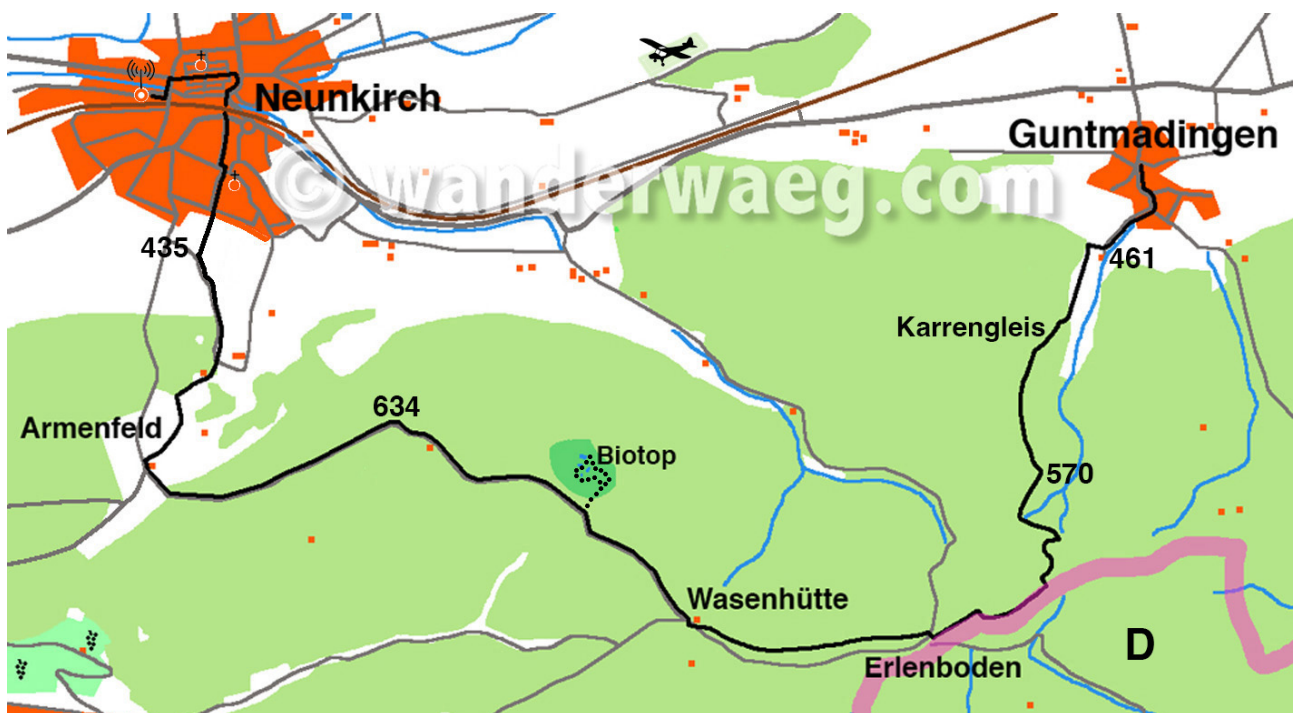 Neunkirch
Guntmadingen
© wanderwaeg.com
435
461
Karrengleis
634
Armenfeld
Biotop
570
Wasenhütte
Erlenboden
D